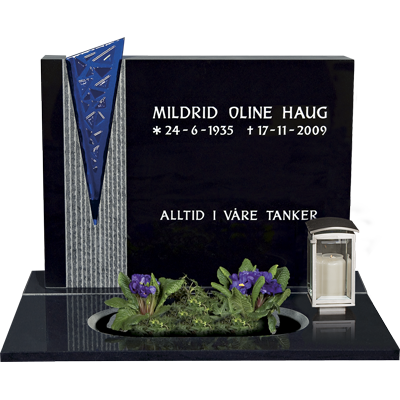 MILDRID OLINE HAUG
* 24-6-1935 † 17-11-2009
ALLTID I VÅRE TANKER